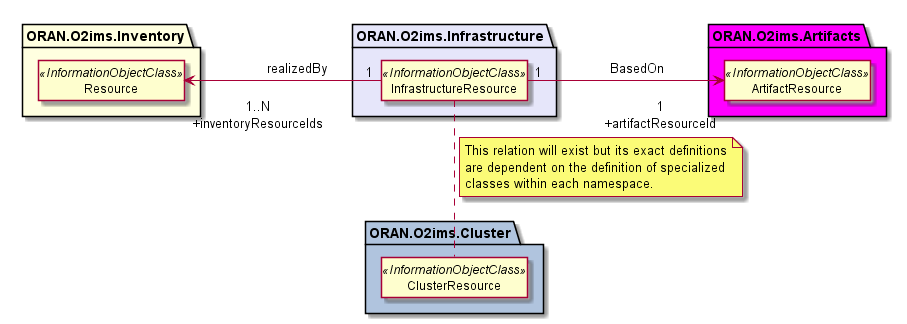 ORAN.O2ims.Inventory
«InformationObjectClass»
Resource
realizedBy
1..N
+inventoryResourceIds
ORAN.O2ims.Infrastructure
1
«InformationObjectClass»
InfrastructureResource
1
BasedOn
1
+artifactResourceId
ORAN.O2ims.Artifacts
«InformationObjectClass»
ArtifactResource
This relation will exist but its exact definitions
are dependent on the definition of specialized
classes within each namespace.
ORAN.O2ims.Cluster
«InformationObjectClass»
ClusterResource